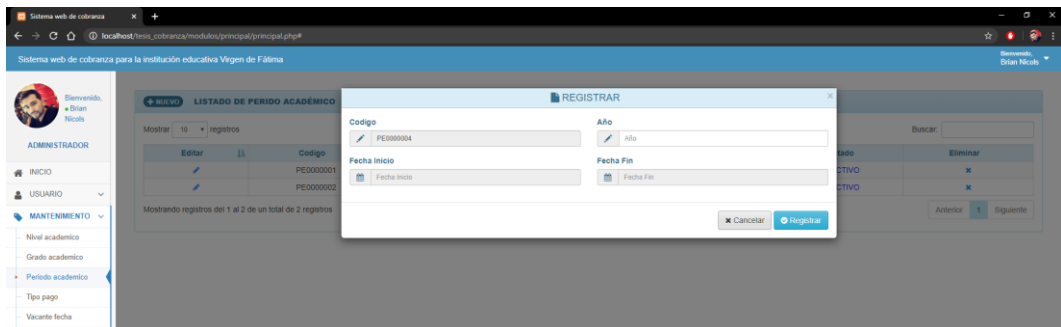 Sistema web de cobranza
localhost/tesis_cobranza/modulos/principal/principal.php#
Sistema web de cobranza para la institución educativa Virgen de Fátima
Bienvenido,
Brian Nicols
Bienvenido,
Brian
Nicols
ADMINISTRADOR
INICIO
USUARIO
MANTENIMIENTO
Nivel academico
Grado academico
Periodo academico
Tipo pago
Vacante fecha
NUEVO LISTADO DE PERIDO ACADÉMICO
Mostrar 10 registros
Buscar:
Editar Codigo tado Eliminar
PE0000001 CTIVO
PE0000002 CTIVO
Mostrando registros del 1 al 2 de un total de 2 registros
Anterior 1 Siguiente
REGISTRAR
Codigo Año
PE0000004 Año
Fecha Inicio Fecha Fin
Fecha Inicio Fecha Fin
Cancelar Registrar